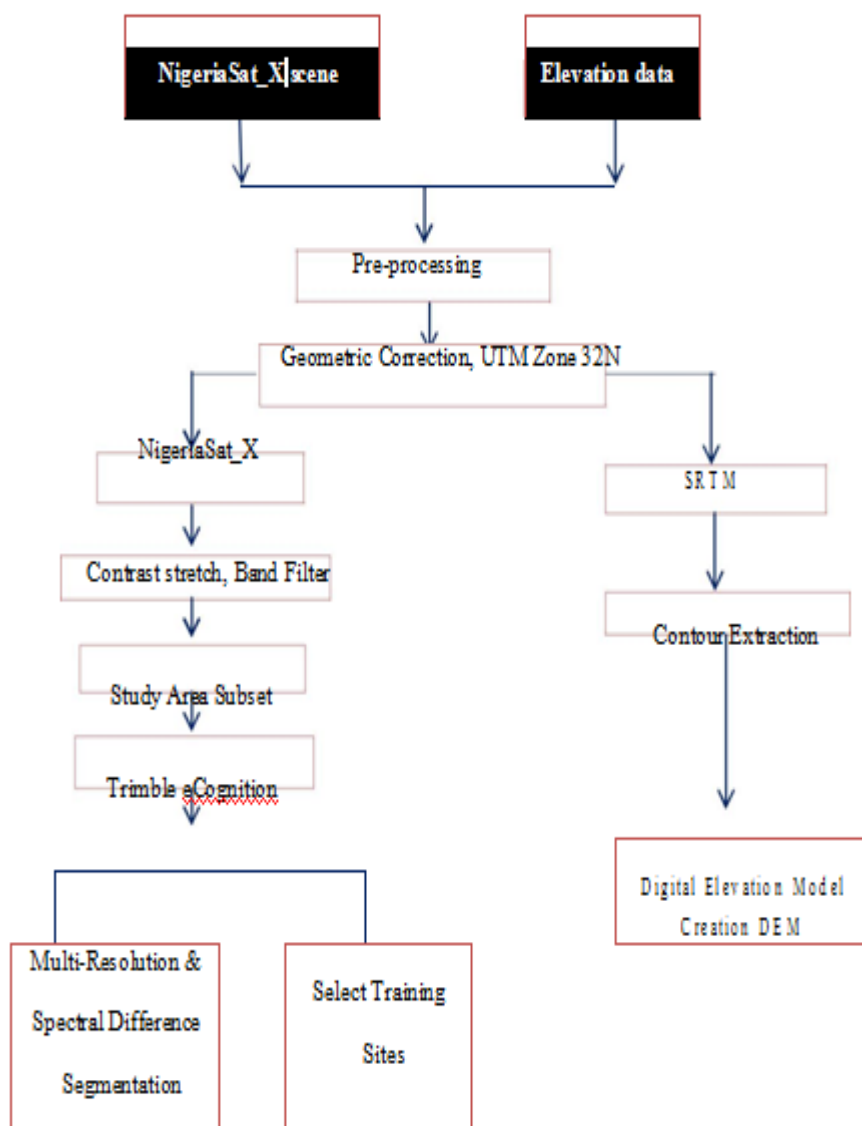 NigeriaSat_X scene
Elevation data
Pre-processing
Geometric Correction, UTM Zone 32N
NigeriaSat_X
SRTM
Contrast stretch, Band Filter
Contour Extraction
Study Area Subset
Trimble eCognition
Digital Elevation Model
Creation DEM
Multi-Resolution &
Spectral Difference
Segmentation
Select Training
Sites